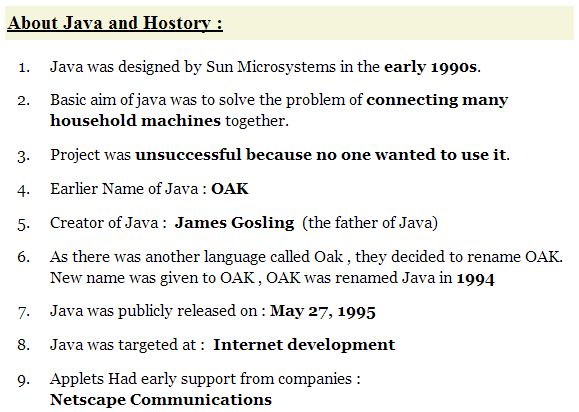 About Java and Hostory :
1. Java was designed by Sun Microsystems in the early 1990s.
2. Basic aim of java was to solve the problem of connecting many
household machines together.
3. Project was unsuccessful because no one wanted to use it.
4. Earlier Name of Java : OAK
5. Creator of Java : James Gosling (the father of Java)
6. As there was another language called Oak , they decided to rename OAK.
New name was given to OAK , OAK was renamed Java in 1994
7. Java was publicly released on : May 27, 1995
8. Java was targeted at : Internet development
9. Applets Had early support from companies :
Netscape Communications